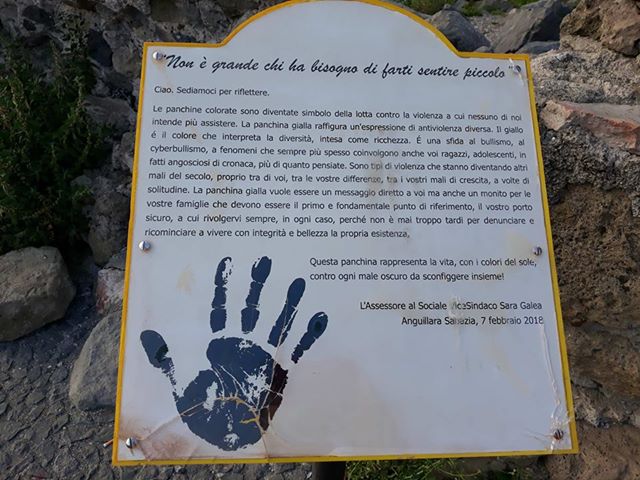 "Non è grande chi ha bisogno di farti sentire piccolo"
Ciao. Sediamoci per riflettere.
Le panchine colorate sono diventate simbolo della lotta contro la violenza a cui nessuno di noi
intende più assistere. La panchina gialla raffigura un'espressione di antiviolenza diversa. Il giallo
é il colore che interpreta la diversità, intesa come ricchezza. É una sfida al bullismo, al
cyberbullismo, a fenomeni che sempre più spesso coinvolgono anche voi ragazzi, adolescenti, in
fatti angosciosi di cronaca, più di quanto pensiate. Sono tipi di violenza che stanno diventando altri
mali del secolo, proprio tra di voi, tra le vostre differenze, tra i vostri mali di crescita, a volte di
solitudine. La panchina gialla vuole essere un messaggio diretto a voi ma anche un monito per le
vostre famiglie che devono essere il primo e fondamentale punto di riferimento, il vostro porto
sicuro, a cui rivolgervi sempre, in ogni caso, perché non è mai troppo tardi per denunciare e
ricominciare a vivere con integrità e bellezza la propria esistenza.
Questa panchina rappresenta la vita, con i colori del sole,
contro ogni male oscuro da sconfiggere insieme!
L'Assessore al Sociale VicaSindaco Sara Galea
Anguillara Sabazia, 7 febbraio 2018